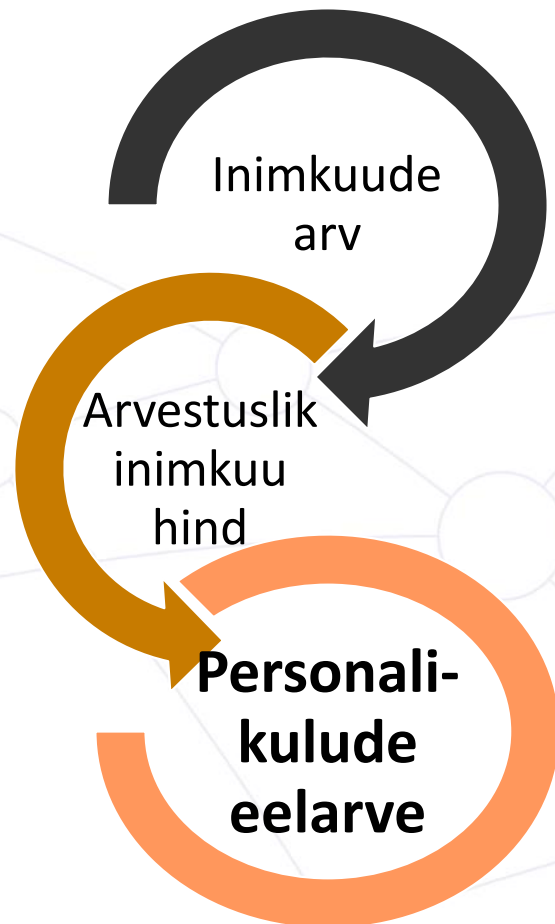 Inimkuude
arv
Arvestuslik
inimkuu
hind
Personali-
kulude
eelarve